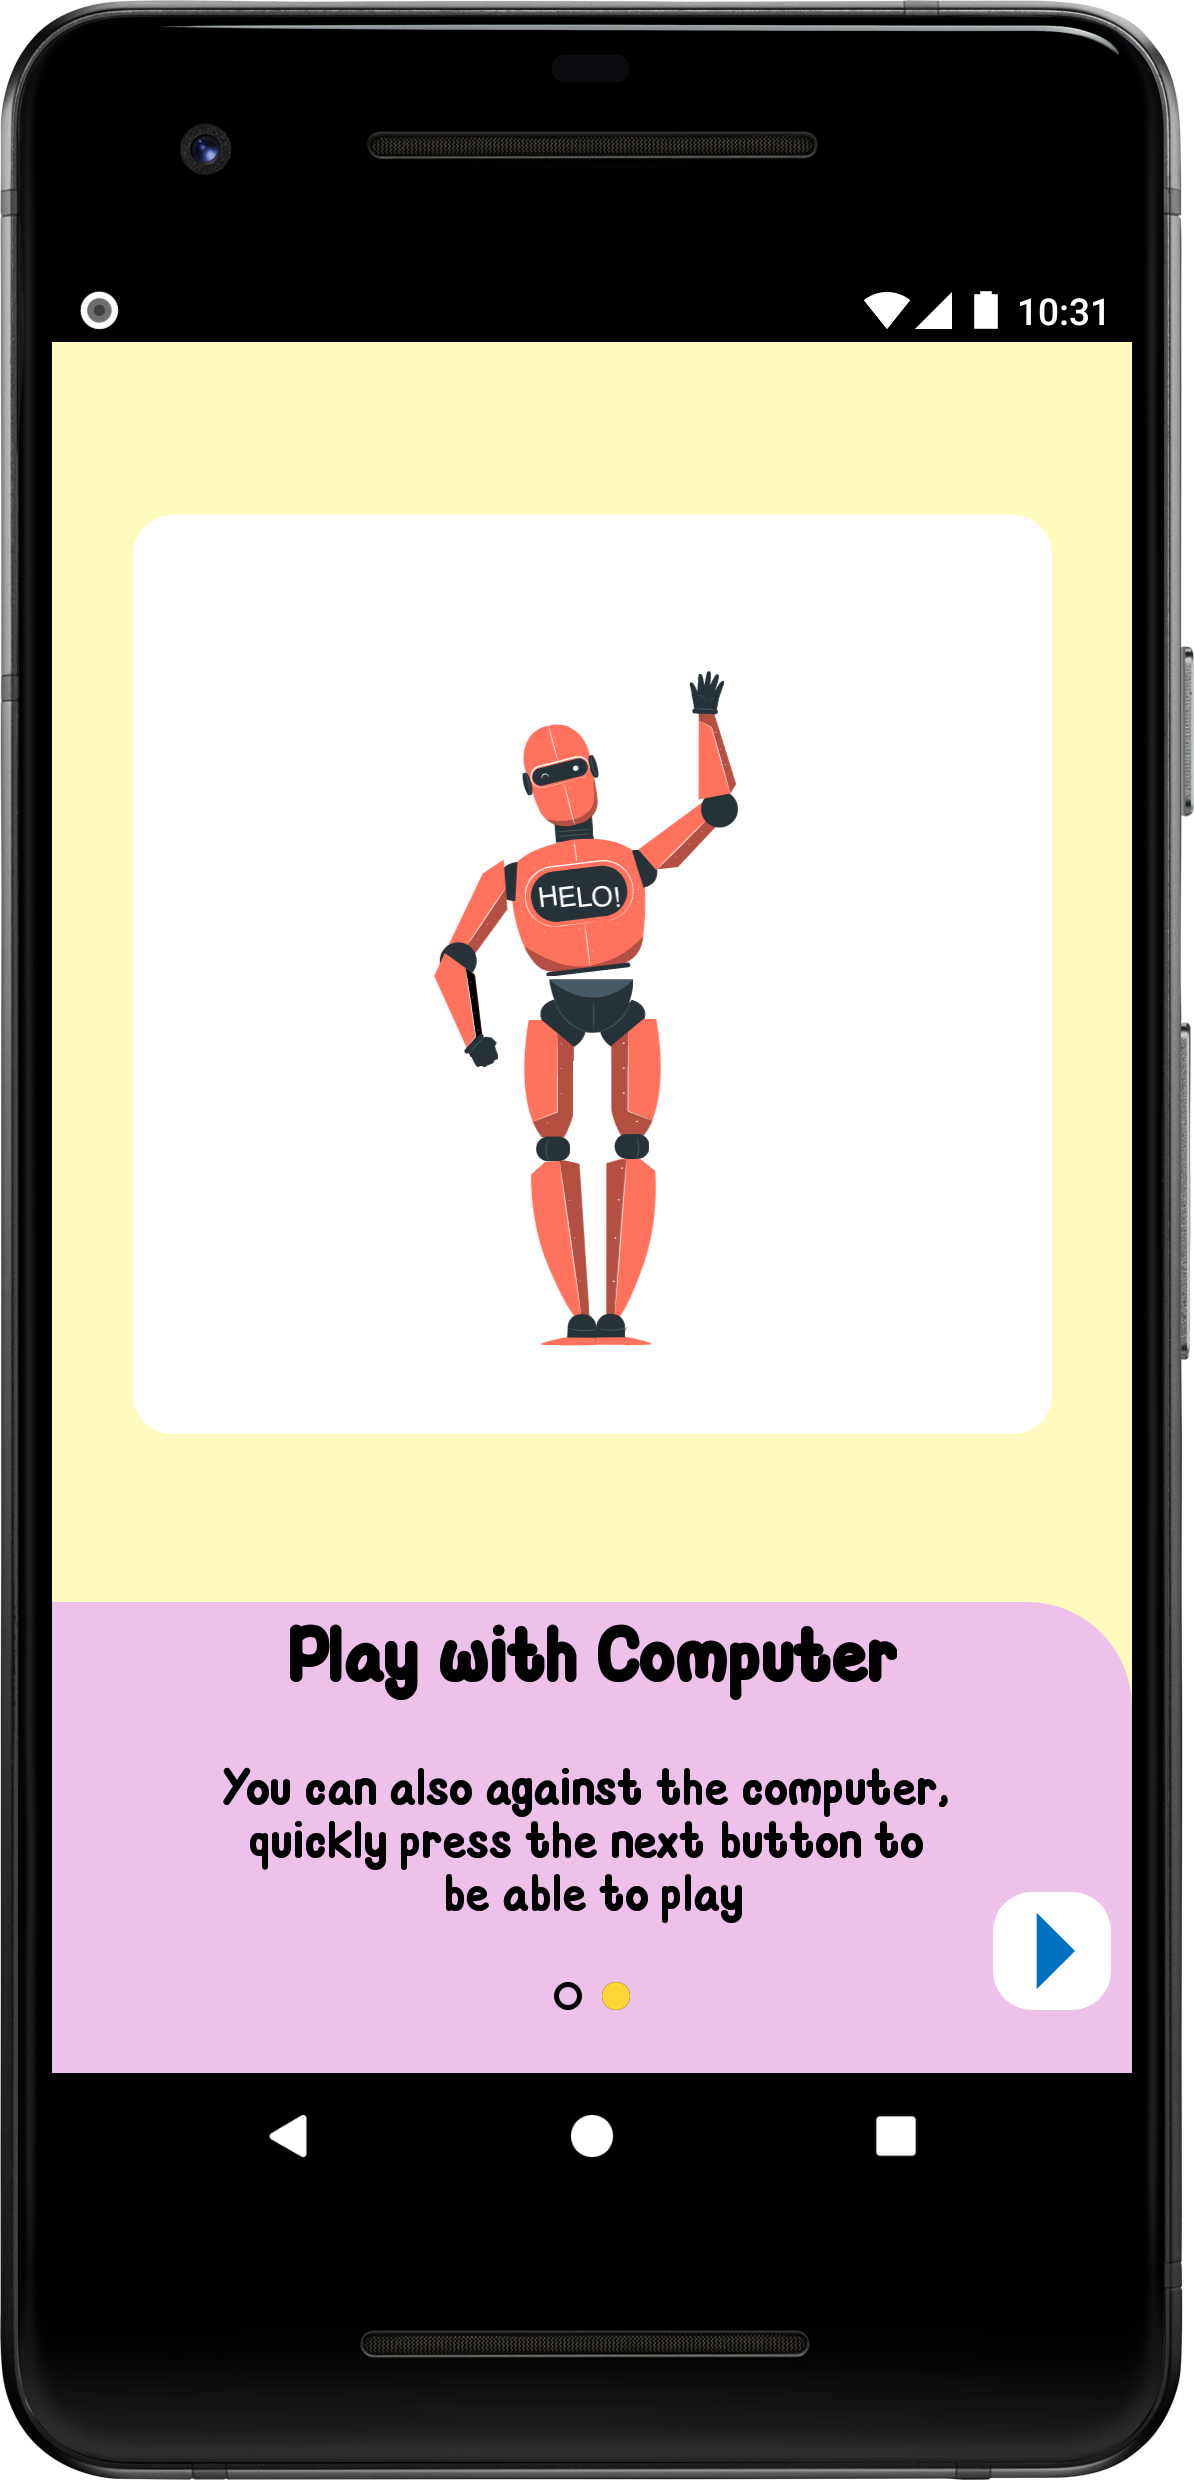 10:31
HELO!
Play with Computer
You can also against the computer,
quickly press the next button to
be able to play